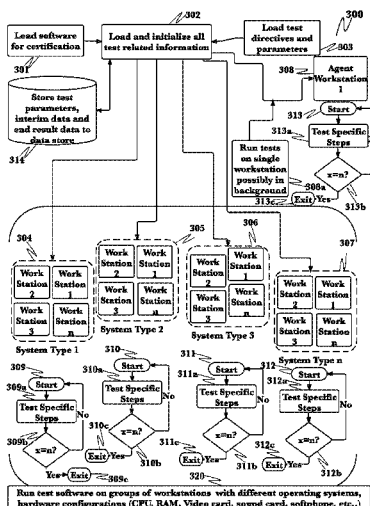 302
300
Lead software
for certification
301
Load and initialize all
test related information
Load test
directives and
parameters
303
308
Agent
Workstation
1
Store test
parameters,
interim data and
end result data to
data store
314
313
Start
313a
Test Specific
Steps
x=n?
313b
Run tests
on single
workstation
possibly in
background
308a
313c
Exit
Yes
304
Work Station 2
Work Station 1
Work Station 3
Work Station n
System Type 1
305
Work Station 2
Work Station 1
Work Station 3
Work Station n
System Type 2
306
Work Station 2
Work Station 1
Work Station 3
Work Station n
System Type 3
307
Work Station 2
Work Station 1
Work Station 3
Work Station n
System Type n
309
Start
309a
Test Specific
Steps
No
309b
x=n?
Yes
Exit
309c
310
Start
310a
Test Specific
Steps
No
310c
x=n?
Exit
Yes
310b
311
Start
311a
Test Specific
Steps
311c
x=n?
Exit
Yes
311b
312
Start
312a
Test Specific
Steps
No
312c
x=n?
Exit
Yes
312b
320
Run test software on groups of workstations with different operating systems,
hardware configurations (CPU, RAM, Video card, sound card, softphone, etc..)